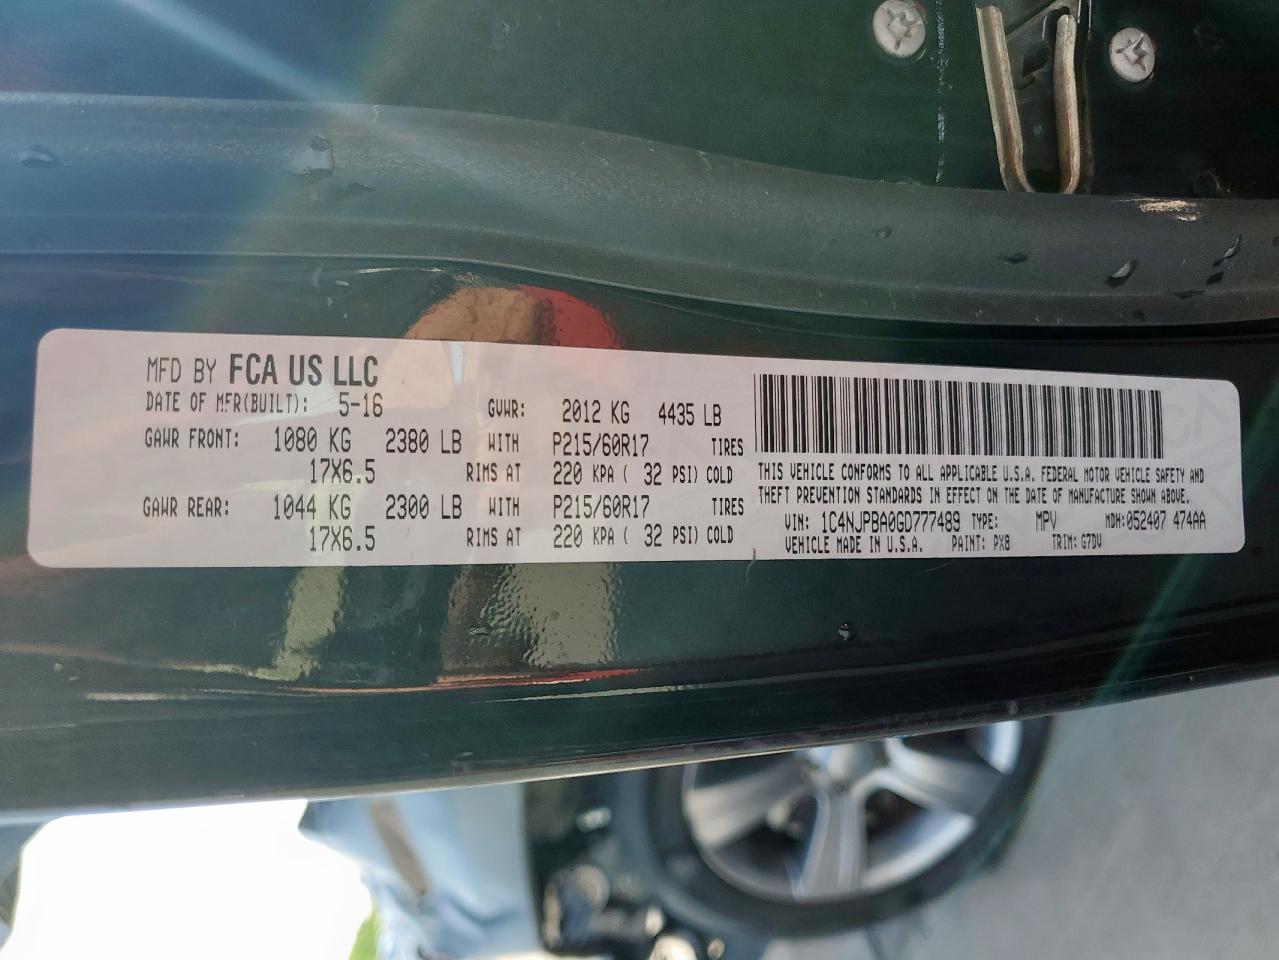 MFD BY FCA US LLC
DATE OF MFR(BUILT): 5-16 GVWR: 2012 KG 4435 LB
GAWR FRONT: 1080 KG 2380 LB WITH P215/60R17 TIRES
17X6.5 RIMS AT 220 KPA ( 32 PSI) COLD
GAWR REAR: 1044 KG 2300 LB WITH P215/60R17 TIRES
17X6.5 RIMS AT 220 KPA ( 32 PSI) COLD
THIS VEHICLE CONFORMS TO ALL APPLICABLE U.S.A. FEDERAL MOTOR VEHICLE SAFETY AND
THEFT PREVENTION STANDARDS IN EFFECT ON THE DATE OF MANUFACTURE SHOWN ABOVE.
VIN: 1C4NJPBA0GD777489 TYPE: MPV MDH:052407 474AA
VEHICLE MADE IN U.S.A. PAINT: PX8 TRIM: G7DV